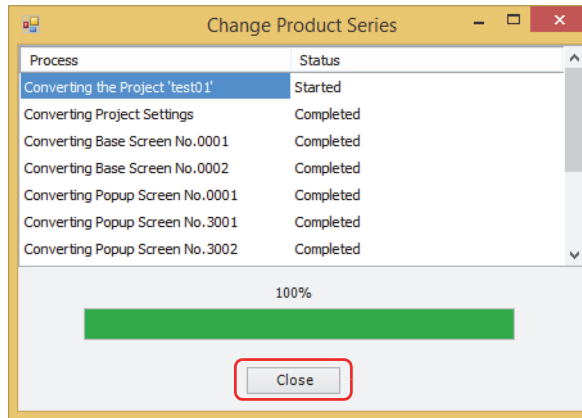 Change Product Series
Process Status
Converting the Project 'test01' Started
Converting Project Settings Completed
Converting Base Screen No.0001 Completed
Converting Base Screen No.0002 Completed
Converting Popup Screen No.0001 Completed
Converting Popup Screen No.3001 Completed
Converting Popup Screen No.3002 Completed
100%
Close